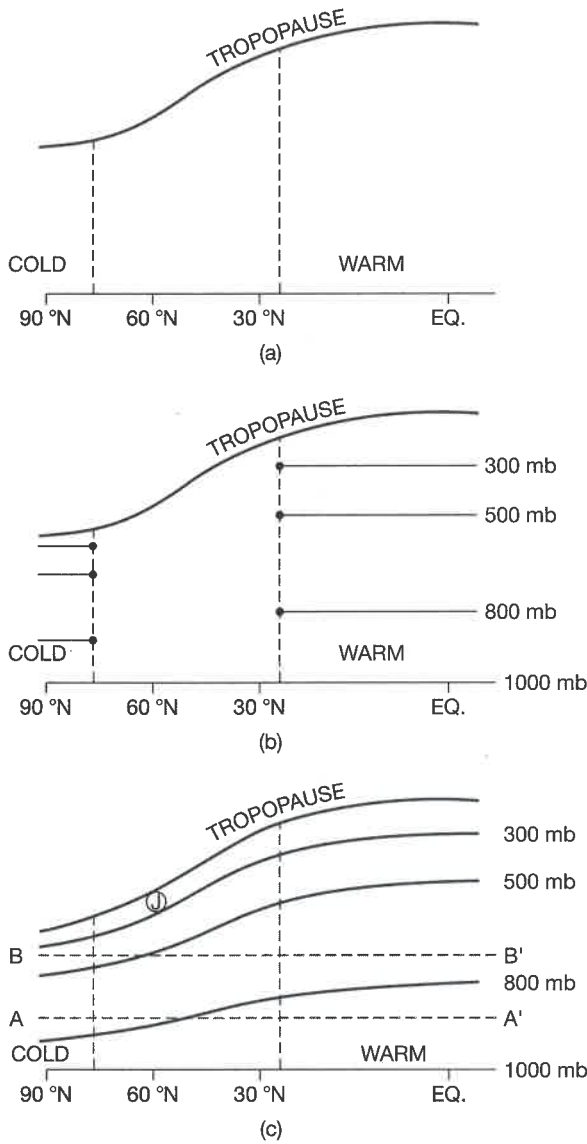 TROPOPAUSE
COLD WARM
90 °N 60 °N 30 °N EQ.
(a)
TROPOPAUSE
300 mb
500 mb
800 mb
COLD WARM
1000 mb
90 °N 60 °N 30 °N EQ.
(b)
TROPOPAUSE
300 mb
J
500 mb
B B'
800 mb
A A'
COLD WARM
1000 mb
90 °N 60 °N 30 °N EQ.
(c)